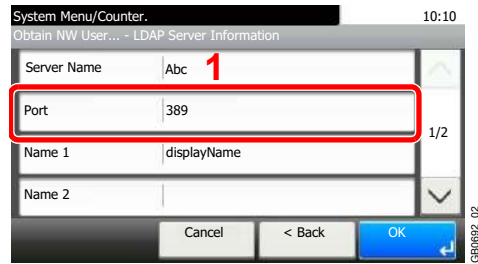 System Menu/Counter. 10:10
Obtain NW User... - LDAP Server Information
Server Name Abc 1
Port 389
1/2
Name 1 displayName
Name 2
Cancel < Back OK
GB0692_02